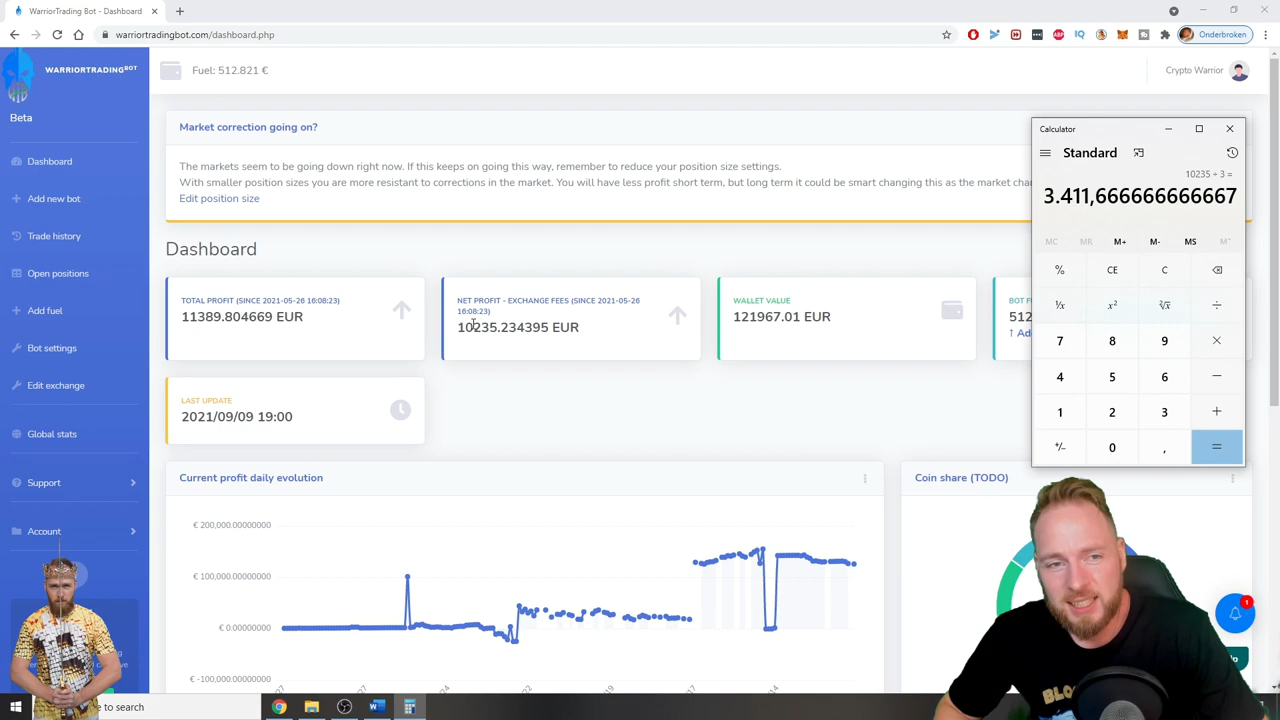 WarriorTrading Bot
warriortradingbot.com/dashboard.php
ABP
IQ
Onderbroken
WARRIORTRADINGBOT
Beta
Dashboard
Add new bot
Trade history
Open positions
Add fuel
Bot settings
Edit exchange
Global stats
Support
Account
Fuel: 512.821 €
Crypto Warrior
Market correction going on?
The markets seem to be going down right now. If this keeps on going this way, remember to reduce your position size settings.
With smaller position sizes you are more resistant to corrections in the market. You will have less profit short term, but long term it could be smart changing this as the market
Edit position size
Dashboard
TOTAL PROFIT (SINCE 2021-05-26 16:08:23)
11389.804669 EUR
NET PROFIT - EXCHANGE FEES (SINCE 2021-05-26
16:08:23)
10235.234395 EUR
WALLET VALUE
121967.01 EUR
BOT
512
LAST UPDATE
2021/09/09 19:00
Current profit daily evolution
€ 200,000.00000000
€ 100,000.00000000
€ 0.00000000
€ -100,000.00000000
Coin share (TODO)
Calculator
Standard
10235 ÷ 3 =
3.411,666666666667
MC MR M+ M- MS M˅
% CE C
⅟x x² ²√x ÷
7 8 9 ×
4 5 6 −
1 2 3 +
+/− 0 , =
1
to search